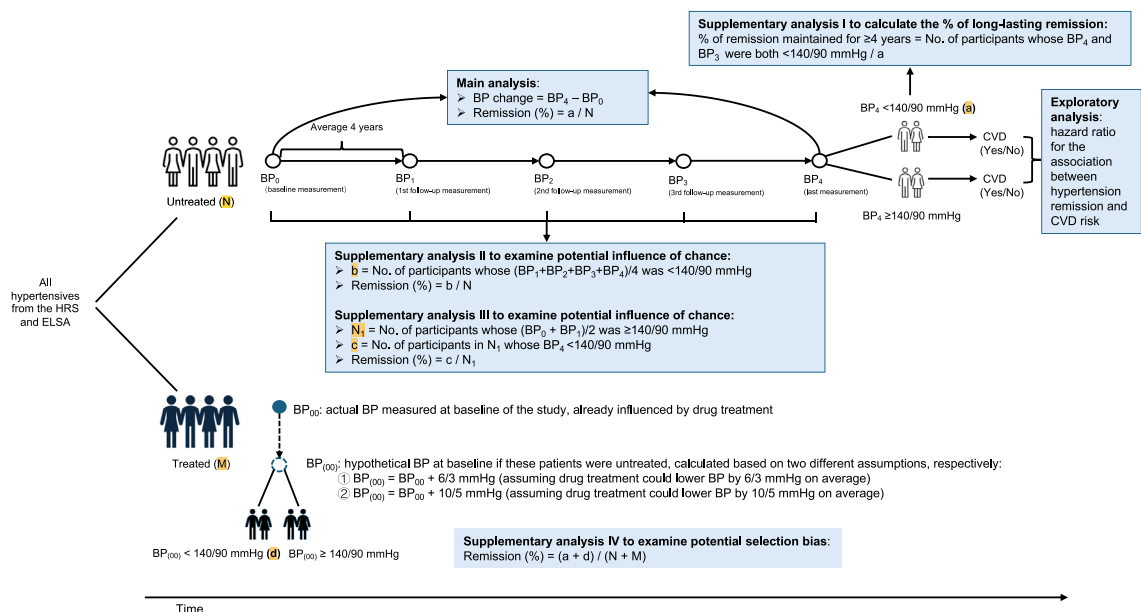 Supplementary analysis I to calculate the % of long-lasting remission:
% of remission maintained for ≥4 years = No. of participants whose BP₄ and
BP₃ were both <140/90 mmHg / a
Main analysis:
➢ BP change = BP₄ – BP₀
➢ Remission (%) = a / N
BP₄ <140/90 mmHg (a)
Exploratory
analysis:
hazard ratio
for the
association
between
hypertension
remission
and CVD
risk
Average 4 years
CVD
(Yes/No)
CVD
(Yes/No)
BP₀
(baseline measurement)
BP₁
(1st follow-up measurement)
BP₂
(2nd follow-up measurement)
BP₃
(3rd follow-up measurement)
BP₄
(last measurement)
Untreated (N)
BP₄ ≥140/90 mmHg
Supplementary analysis II to examine potential influence of chance:
➢ b = No. of participants whose (BP₁+BP₂+BP₃+BP₄)/4 was <140/90 mmHg
➢ Remission (%) = b / N
Supplementary analysis III to examine potential influence of chance:
➢ N₁ = No. of participants whose (BP₀ + BP₁)/2 was ≥140/90 mmHg
➢ c = No. of participants in N₁ whose BP₄ <140/90 mmHg
➢ Remission (%) = c / N₁
All
hypertensives
from the HRS
and ELSA
BP₀₀: actual BP measured at baseline of the study, already influenced by drug treatment
Treated (M)
BP₍₀₀₎: hypothetical BP at baseline if these patients were untreated, calculated based on two different assumptions, respectively:
① BP₍₀₀₎ = BP₀₀ + 6/3 mmHg (assuming drug treatment could lower BP by 6/3 mmHg on average)
② BP₍₀₀₎ = BP₀₀ + 10/5 mmHg (assuming drug treatment could lower BP by 10/5 mmHg on average)
BP₍₀₀₎ < 140/90 mmHg (d) BP₍₀₀₎ ≥ 140/90 mmHg
Supplementary analysis IV to examine potential selection bias:
Remission (%) = (a + d) / (N + M)
Time